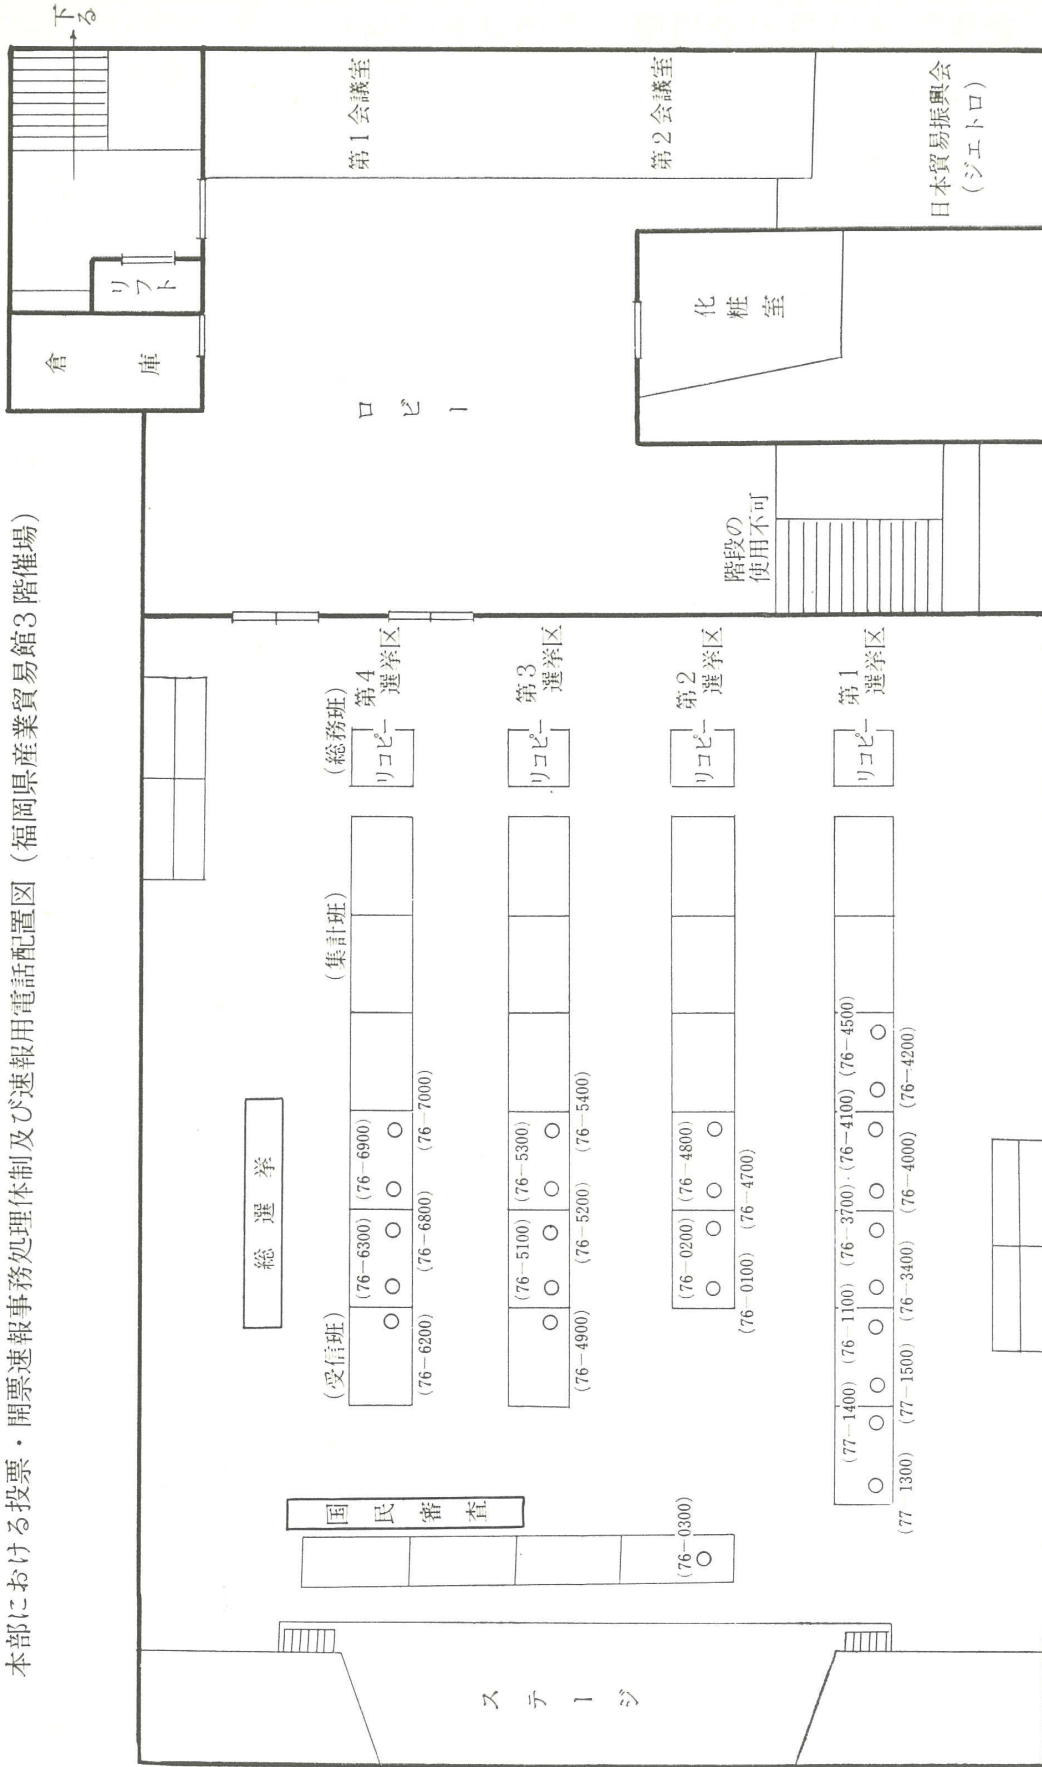 本部における投票・開票速報事務処理体制及び速報用電話配置図(福岡県産業貿易館3階催場)
下る
倉庫
リフト
ロビー
第1会議室
第2会議室
日本貿易振興会
(ジエトロ)
化粧室
階段の
使用不可
総選挙
(受信班)
(集計班)
(総務班)
第4
選挙区
リコピー
(76-6300)
(76-6900)
(76-6200)
(76-6800)
(76-7000)
第3
選挙区
リコピー
(76-5100)
(76-5300)
(76-4900)
(76-5200)
(76-5400)
第2
選挙区
リコピー
(76-0200)
(76-4800)
(76-0100)
(76-4700)
第1
選挙区
リコピー
(77-1400)
(76-1100)
(76-3700)
(76-4100)
(76-4500)
(77 1300)
(77-1500)
(76-3400)
(76-4000)
(76-4200)
国民審査
(76-0300)
ステージ